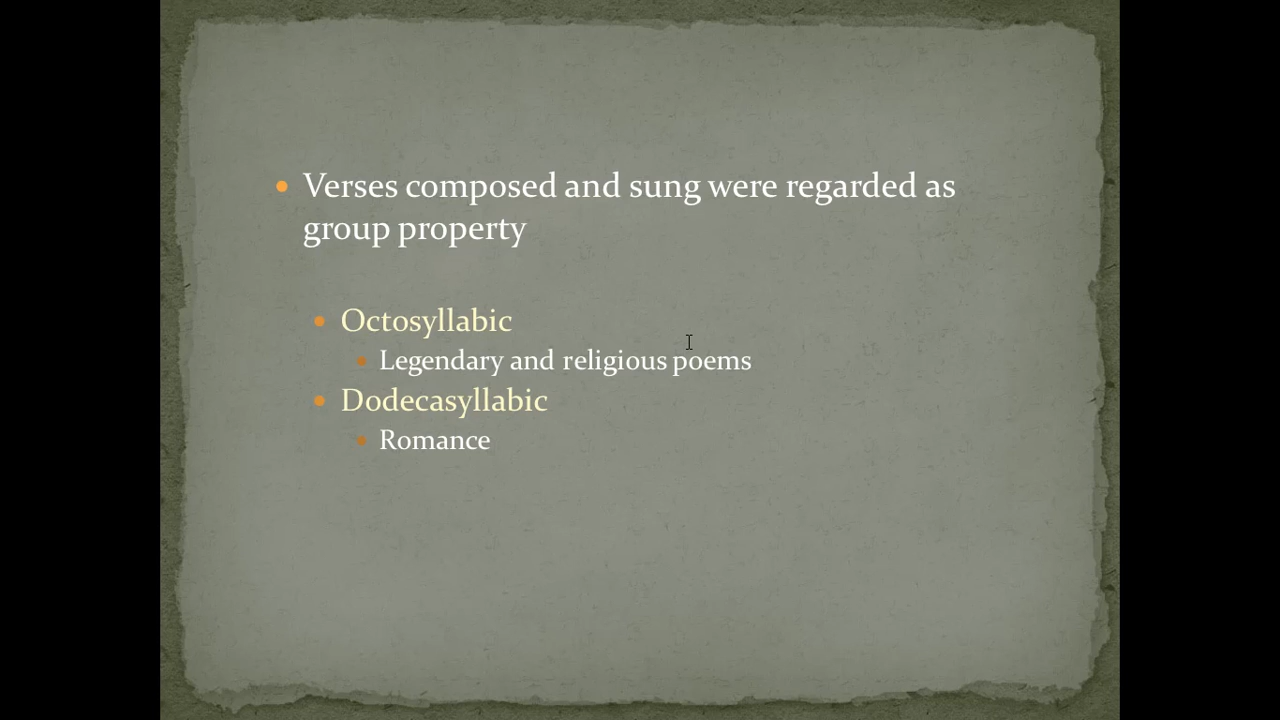 Verses composed and sung were regarded as
group property
Octosyllabic
Legendary and religious poems
Dodecasyllabic
Romance